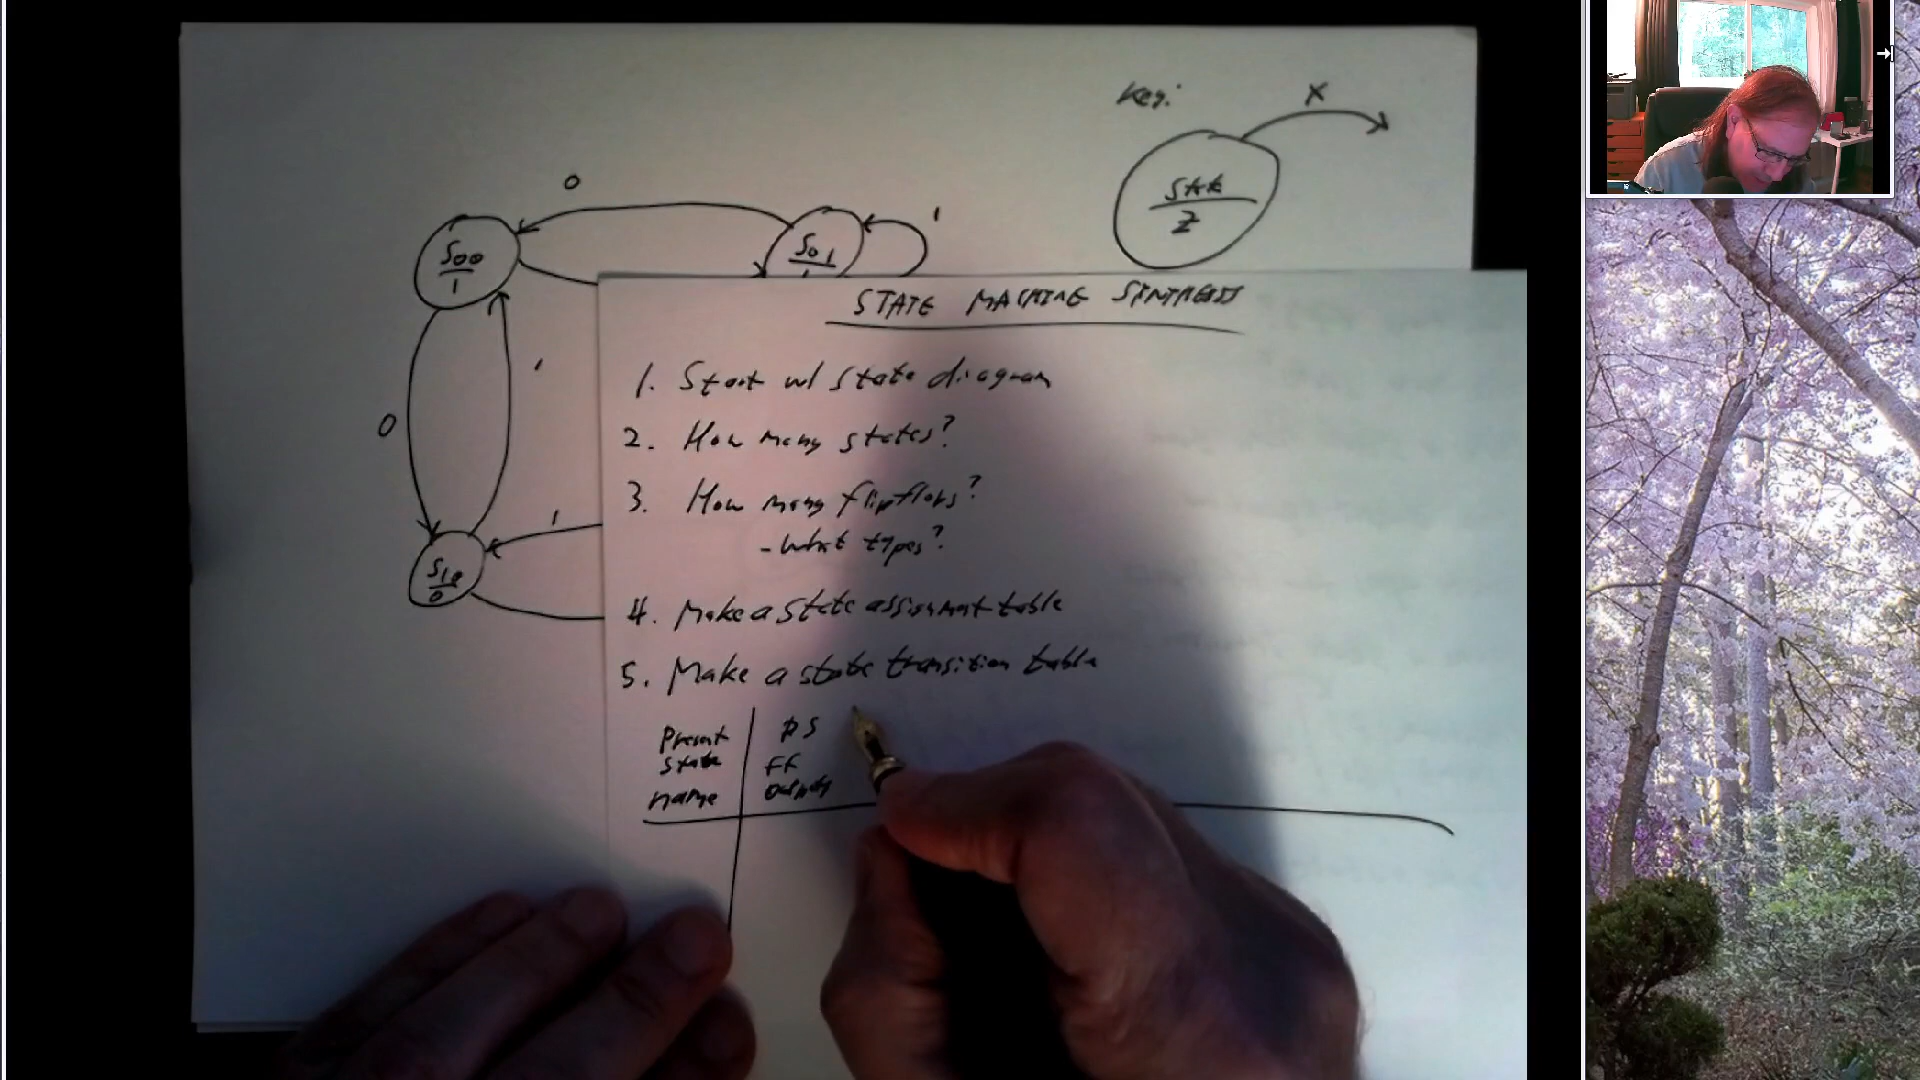 Key:
X
State
Z
0
1
S00
1
S01
1
0
1
1
S10
0
STATE MACHINE SYNTHESIS
1. Start w/ state diagram
2. How many states?
3. How many flipflops?
- What types?
4. Make a state assignment table
5. Make a state transition table
Present
State
name
PS
FF
outputs